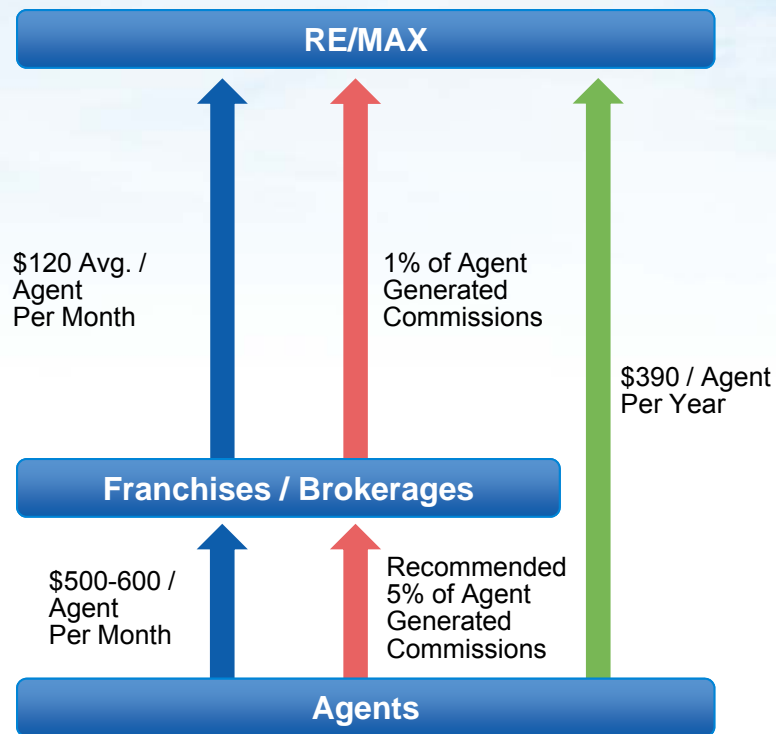 RE/MAX
$120 Avg. /
Agent
Per Month
1% of Agent
Generated
Commissions
$390 / Agent
Per Year
Franchises / Brokerages
$500-600 /
Agent
Per Month
Recommended
5% of Agent
Generated
Commissions
Agents